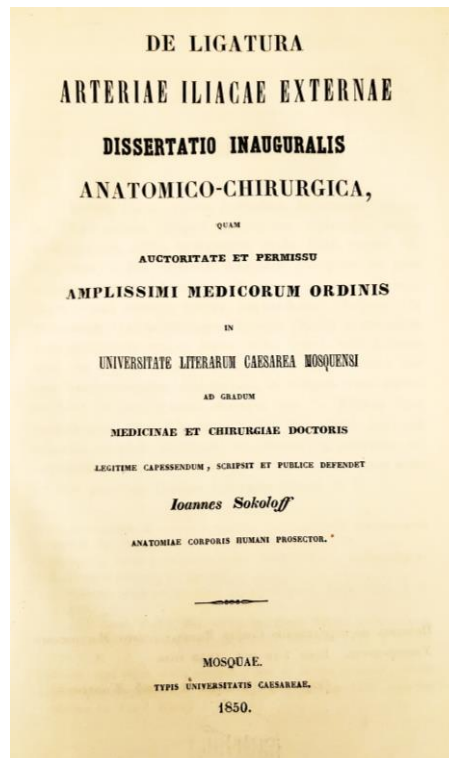 DE LIGATURA
ARTERIAE ILIACAE EXTERNAE
DISSERTATIO INAUGURALIS
ANATOMICO-CHIRURGICA,
QUAM
AUCTORITATE ET PERMISSU
AMPLISSIMI MEDICORUM ORDINIS
IN
UNIVERSITATE LITERARUM CAESAREA MOSQUENSI
AD GRADUM
MEDICINAE ET CHIRURGIAE DOCTORIS
LEGITIME CAPESSENDUM, SCRIPSIT ET PUBLICE DEFENDET
Ioannes Sokoloff
ANATOMIAE CORPORIS HUMANI PROSECTOR.
MOSQUAE.
TYPIS UNIVERSITATIS CAESAREAE.
1850.